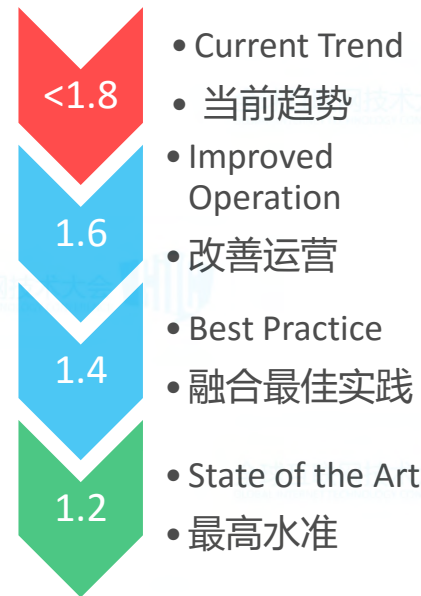 <1.8
• Current Trend
• 当前趋势
1.6
• Improved
Operation
• 改善运营
1.4
• Best Practice
• 融合最佳实践
1.2
• State of the Art
• 最高水准